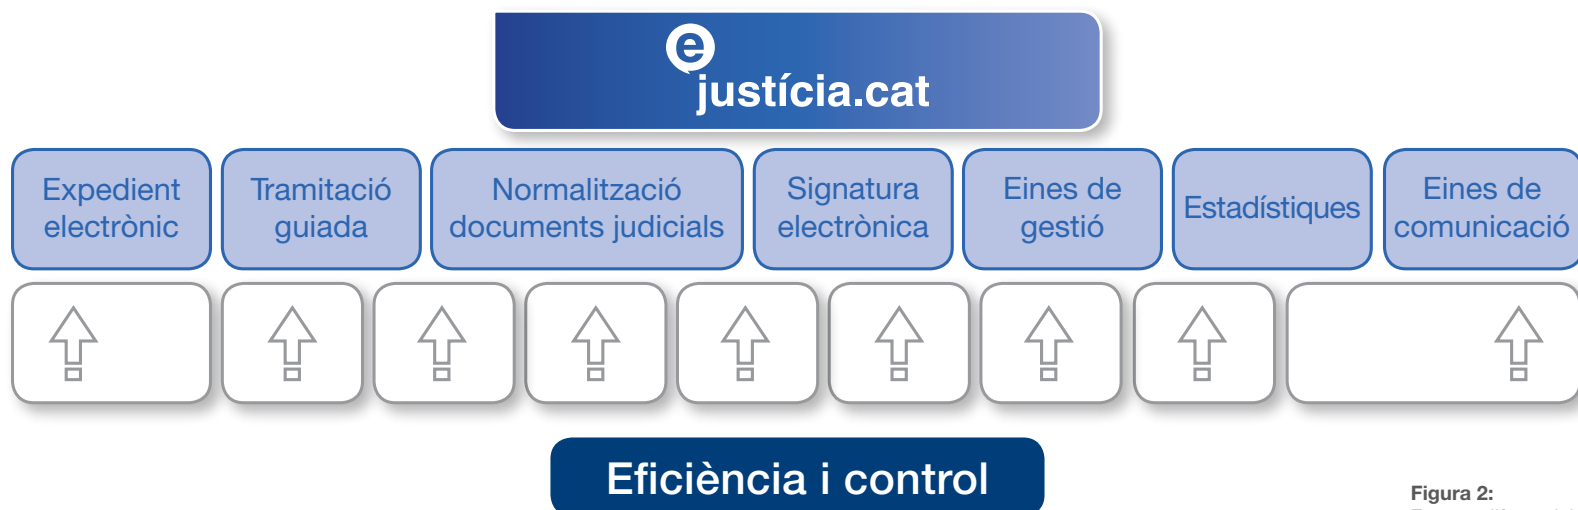 e
justícia.cat
Expedient
electrònic
Tramitació
guiada
Normalització
documents judicials
Signatura
electrònica
Eines de
gestió
Estadístiques
Eines de
comunicació
Eficiència i control
Figura 2: